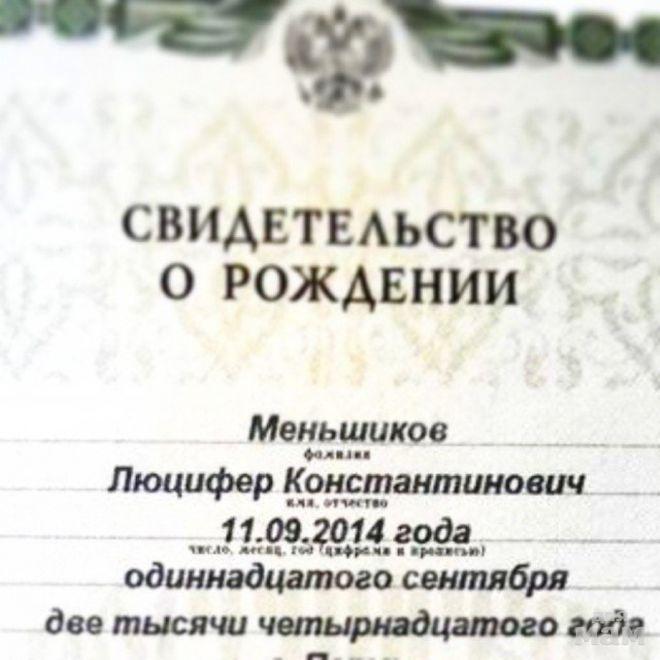 СВИДЕТЕЛЬСТВО
О РОЖДЕНИИ
Меньшиков
фамилия
Люцифер Константинович
имя, отчество
11.09.2014 года
число, месяц, год (цифрами и прописью)
одиннадцатого сентября
две тысячи четырнадцатого года